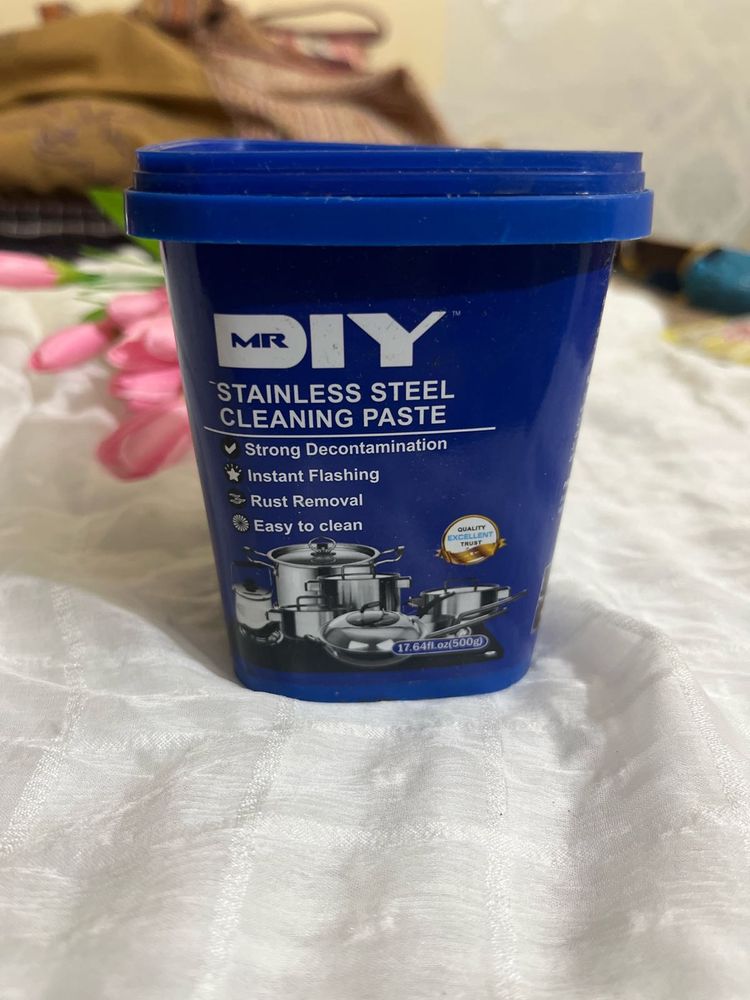 MR DIY™
STAINLESS STEEL
CLEANING PASTE
Strong Decontamination
Instant Flashing
Rust Removal
Easy to clean
QUALITY
EXCELLENT
TRUST
17.64fl.oz(500g)